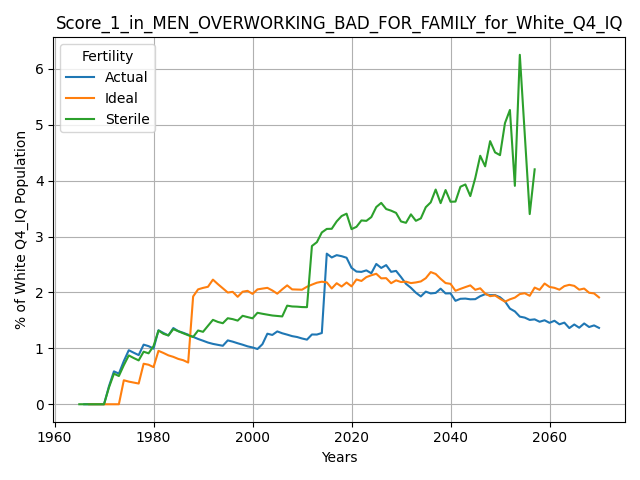 Score_1_in_MEN_OVERWORKING_BAD_FOR_FAMILY_for_White_Q4_IQ
Fertility
Actual
Ideal
Sterile
% of White Q4_IQ Population
6
5
4
3
2
1
0
1960
1980
2000
2020
2040
2060
Years